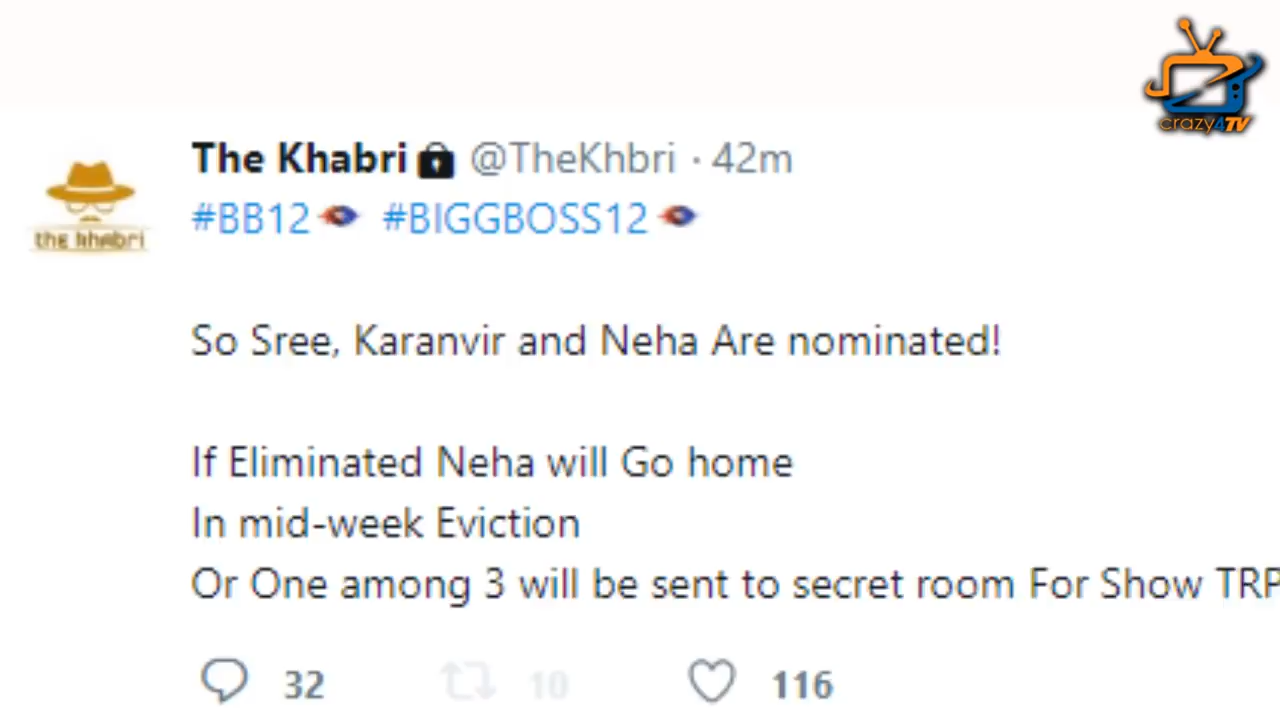 crazy4TV
The Khabri @TheKhbri · 42m
the khabri
#BB12 #BIGGBOSS12
So Sree, Karanvir and Neha Are nominated!
If Eliminated Neha will Go home
In mid-week Eviction
Or One among 3 will be sent to secret room For Show TRP
32 10 116